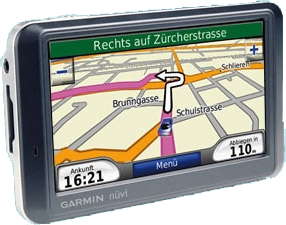 Rechts auf Zürcherstrasse
Schlieren
Brunngasse
Schulstrasse
Ankunft
16:21
Menü
Abbiegen in
110m
GARMIN nüvi